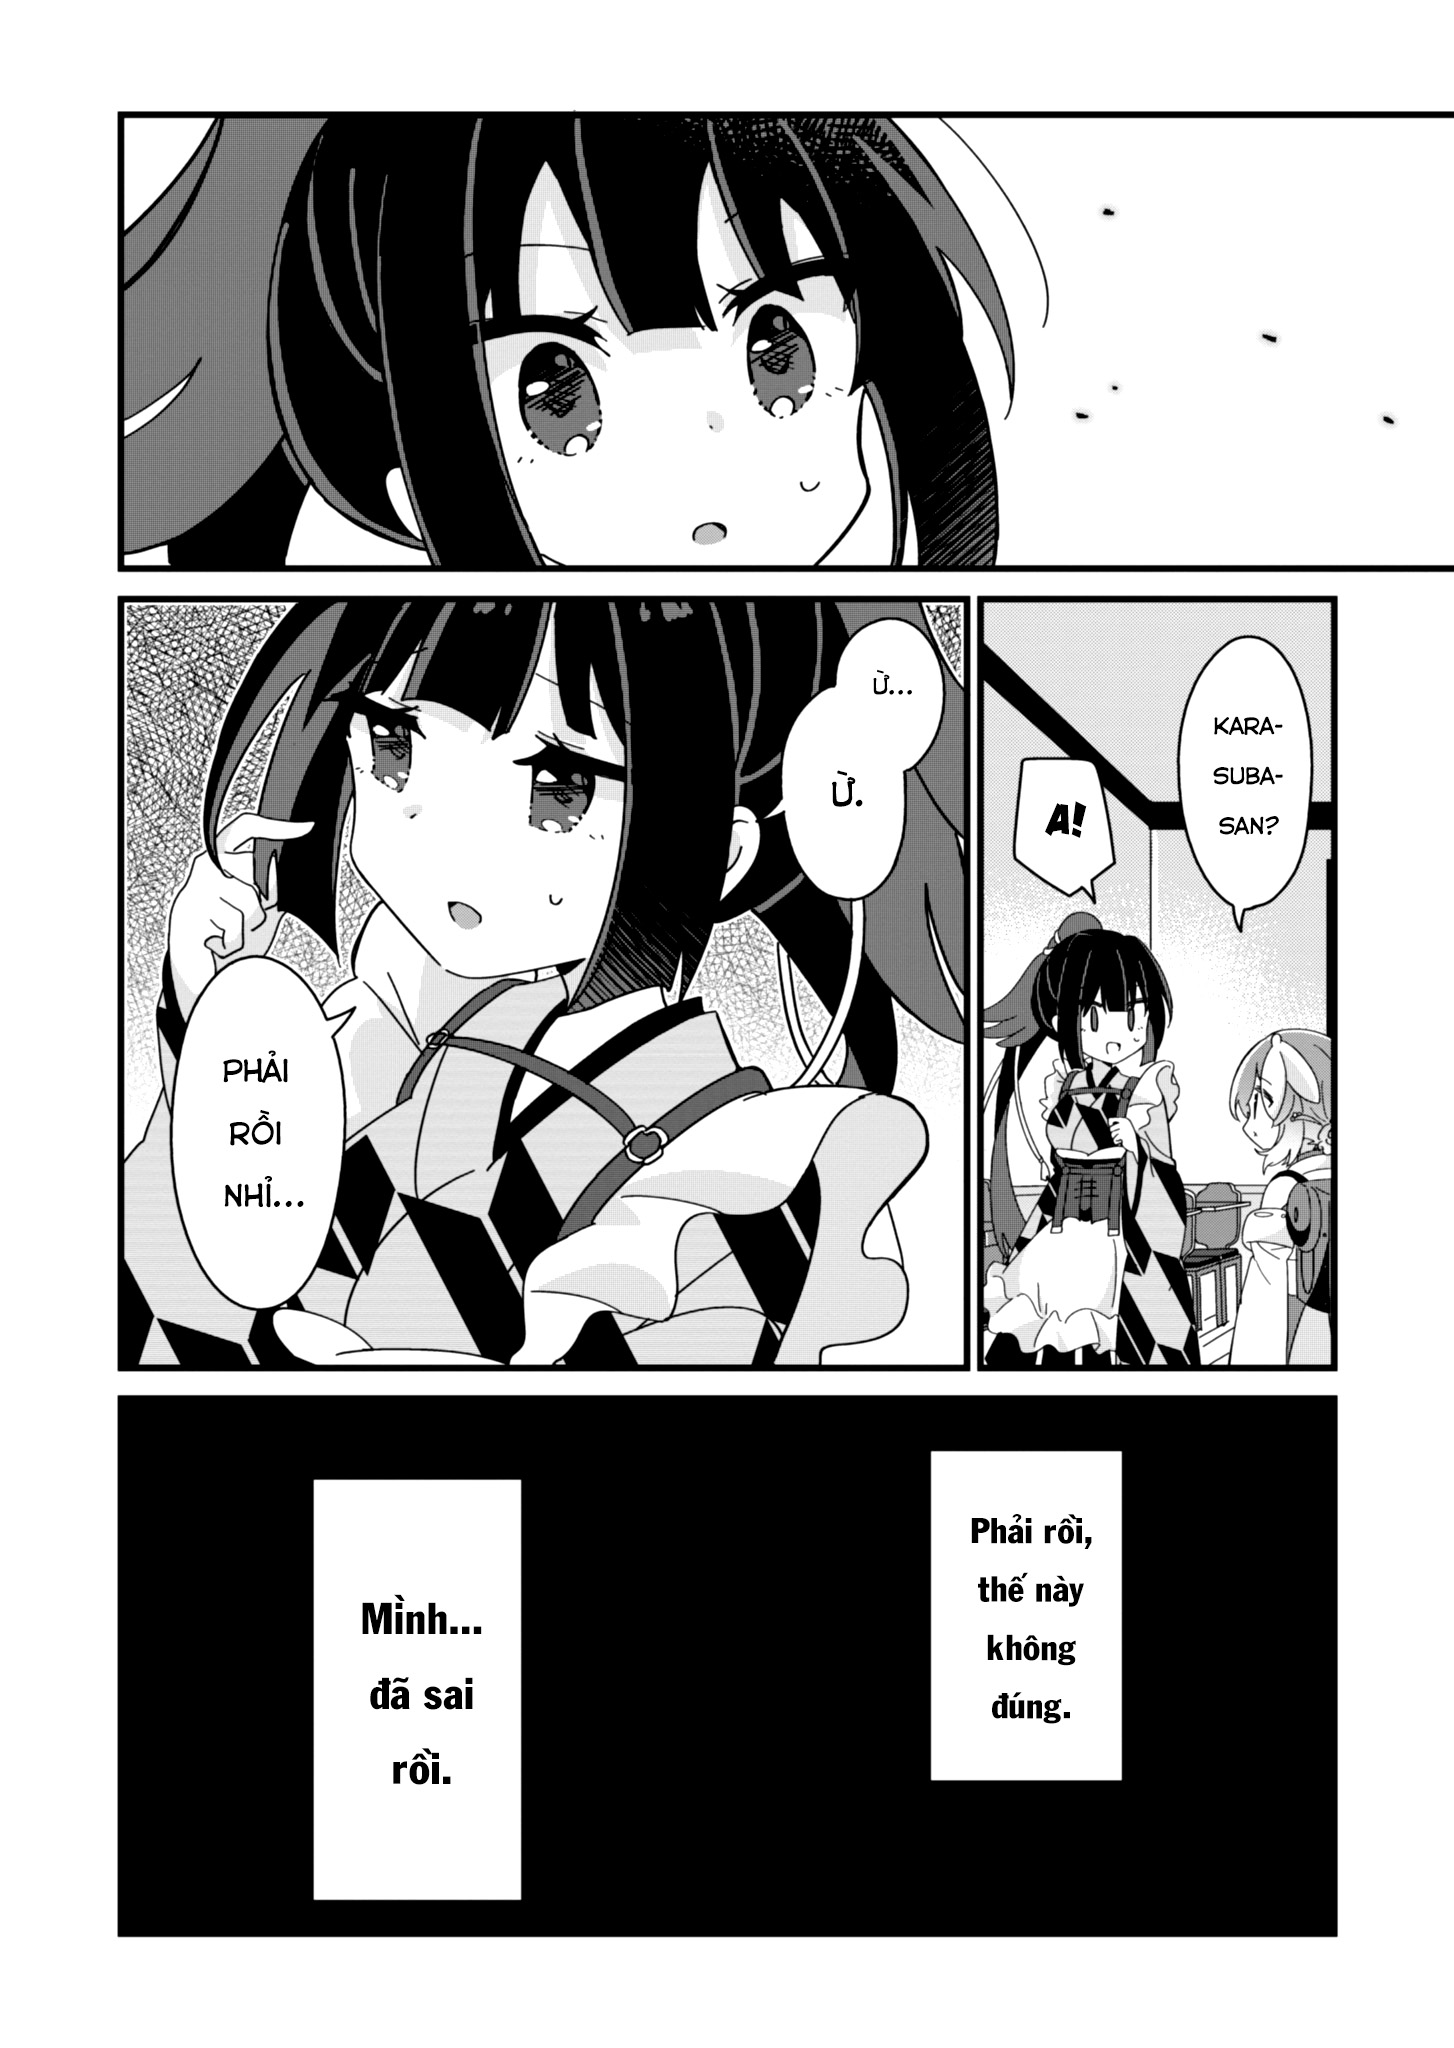 KARA-
SUBA-
SAN?
A!
Ừ...
Ừ.
PHẢI
RỒI
NHỈ...
Phải rồi,
thế này
không
đúng.
Mình...
đã sai
rồi.